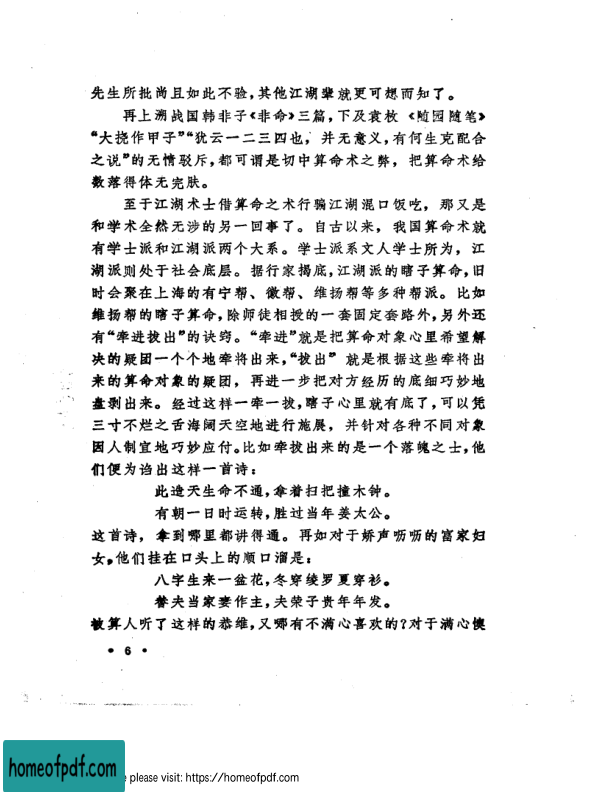 先生所批尚且如此不验，其他江湖辈就更可想而知了。
再上溯战国韩非子《非命》三篇，下及袁枚《随园随笔》
“大挠作甲子”“犹云一二三四也，并无意义，有何生克配合
之说”的无情驳斥，都可谓是切中算命术之弊，把算命术给
数落得体无完肤。
至于江湖术士借算命之术行骗江湖混口饭吃，那又是
和学术全然无涉的另一回事了。自古以来，我国算命术就
有学士派和江湖派两个大系。学士派系文人学士所为，江
湖派则处于社会底层。据行家揭底，江湖派的瞎子算命，旧
时会聚在上海的有宁帮、徽帮、维扬帮等多种帮派。比如
维扬帮的瞎子算命，除师徒相授的一套固定套路外，另外还
有“牵进拔出”的诀窍。“牵进”就是把算命对象心里希望解
决的疑团一个个地牵将出来，“拔出”就是根据这些牵将出
来的算命对象的疑团，再进一步把对方经历的底细巧妙地
盘剥出来。经过这样一牵一拔，瞎子心里就有底了，可以凭
三寸不烂之舌海阔天空地进行施展，并针对各种不同对象
因人制宜地巧妙应付。比如牵拔出来的是一个落魄之士，他
们便为诌出这样一首诗：
此造天生命不通，拿着扫把撞木钟。
有朝一日时运转，胜过当年姜太公。
这首诗，拿到哪里都讲得通。再如对于娇声呖呖的富家妇
女，他们挂在口头上的顺口溜是：
八字生来一盆花，冬穿绫罗夏穿衫。
替夫当家妻作主，夫荣子贵年年发。
被算人听了这样的恭维，又哪有不满心喜欢的？对于满心懊
• 6 •
homeofpdf.com
e please visit: https://homeofpdf.com